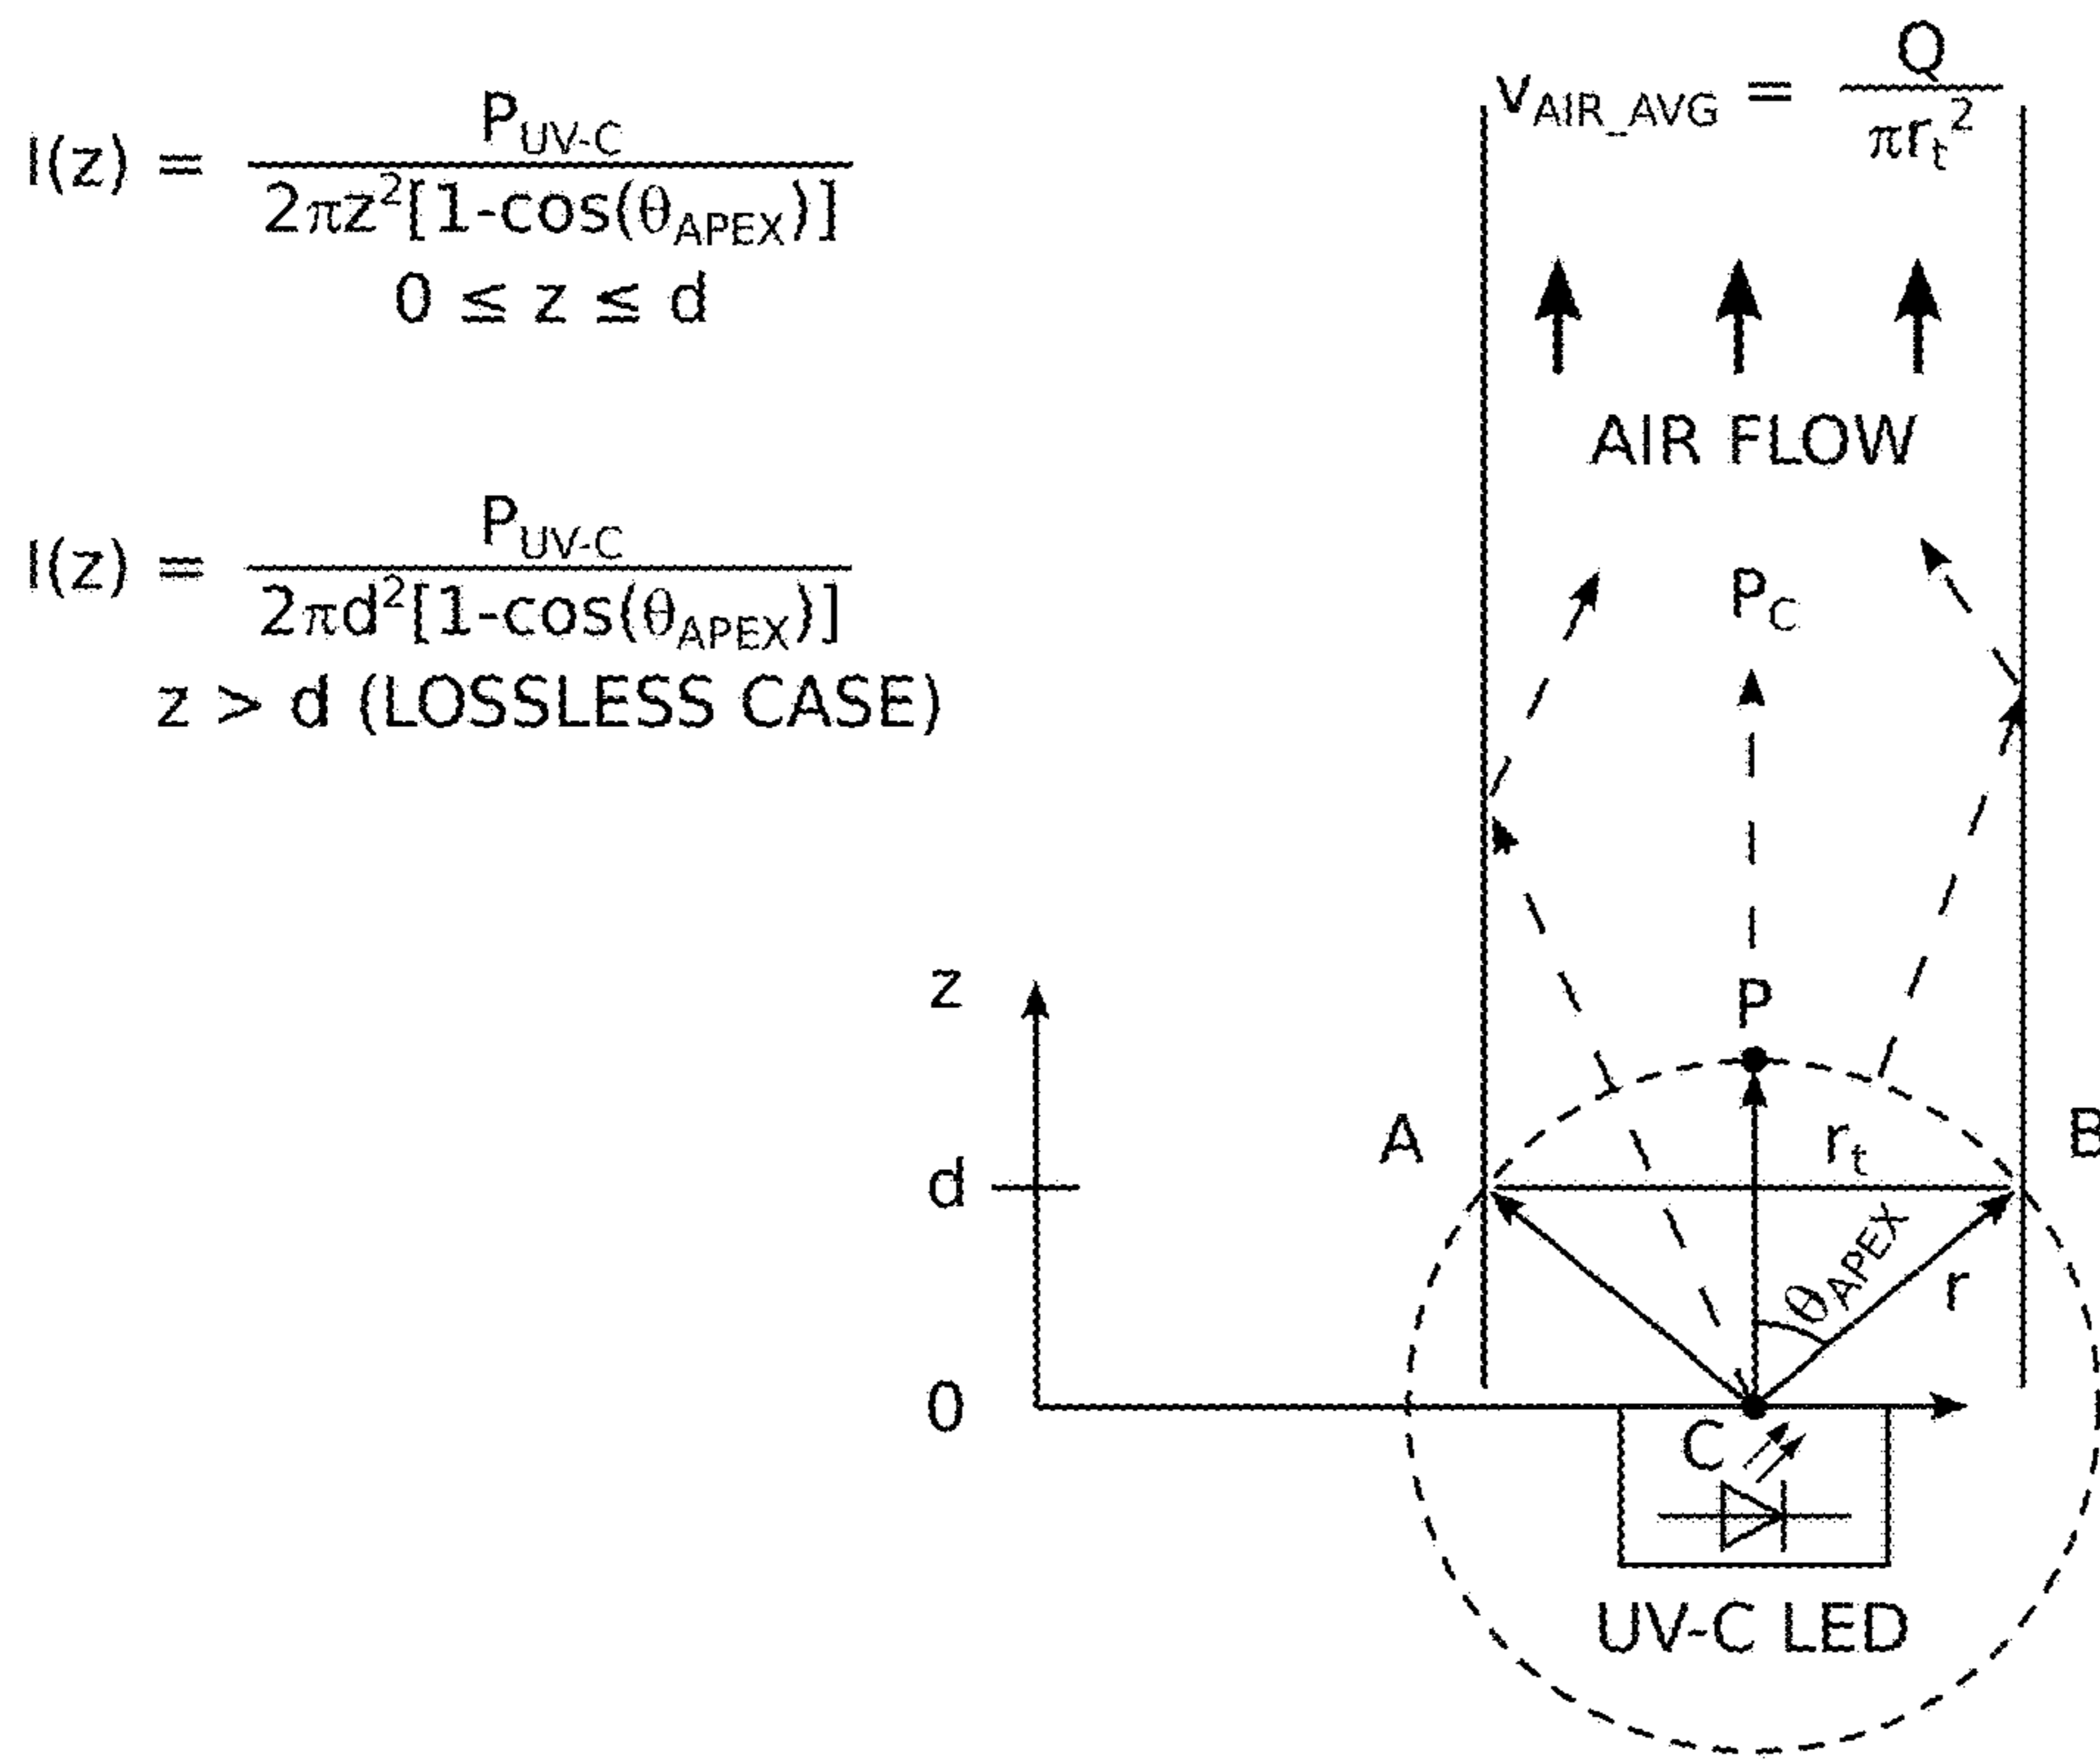 v_AIR_AVG = Q / πr_t²
I(z) = P_UV-C / 2πz²[1-cos(θ_APEX)]
0 ≤ z ≤ d
AIR FLOW
I(z) = P_UV-C / 2πd²[1-cos(θ_APEX)]
z > d (LOSSLESS CASE)
P_C
z
P
A
r_t
B
d
θ_APEX
r
0
C
UV-C LED